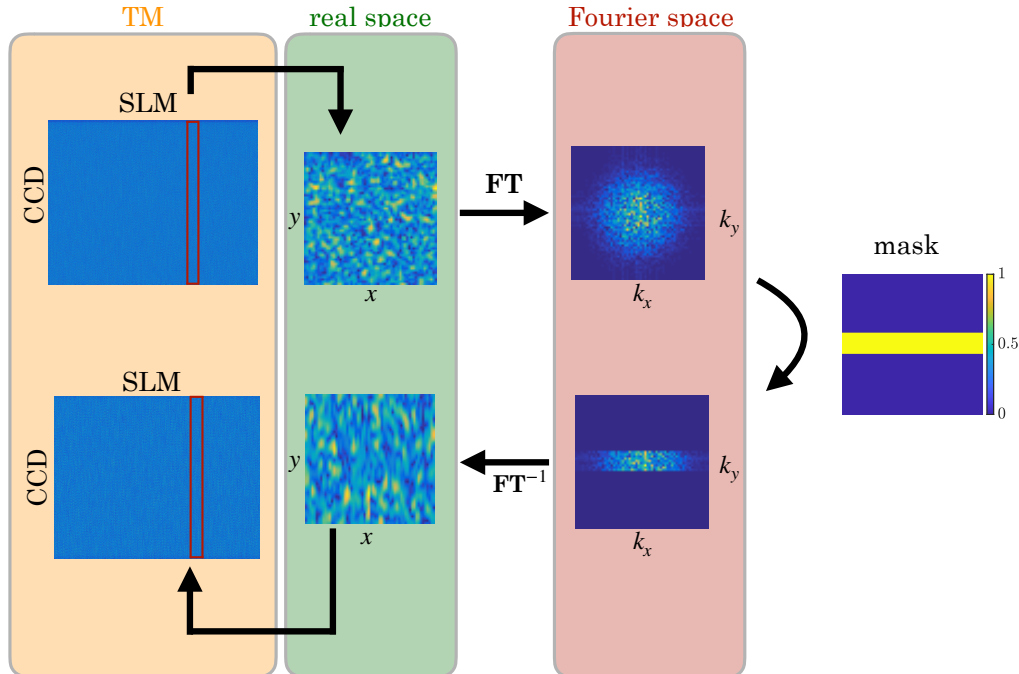 TM
real space
Fourier space
SLM
CCD
y
x
FT
k_y
k_x
mask
1
0.5
0
SLM
CCD
y
x
FT⁻¹
k_y
k_x